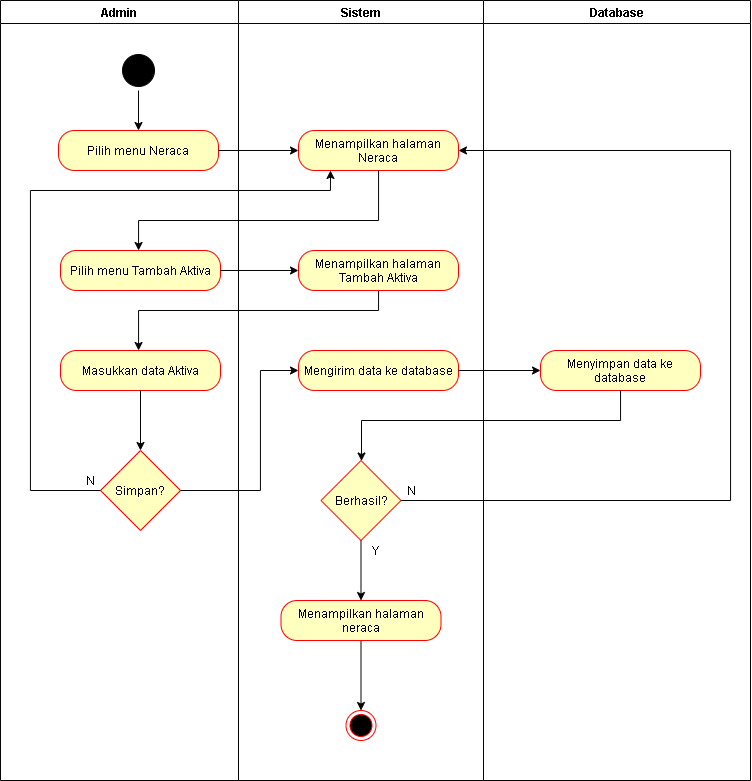 Admin
Sistem
Database
Pilih menu Neraca
Menampilkan halaman
Neraca
Pilih menu Tambah Aktiva
Menampilkan halaman
Tambah Aktiva
Masukkan data Aktiva
Mengirim data ke database
Menyimpan data ke
database
N
Simpan?
Berhasil?
N
Y
Menampilkan halaman
neraca